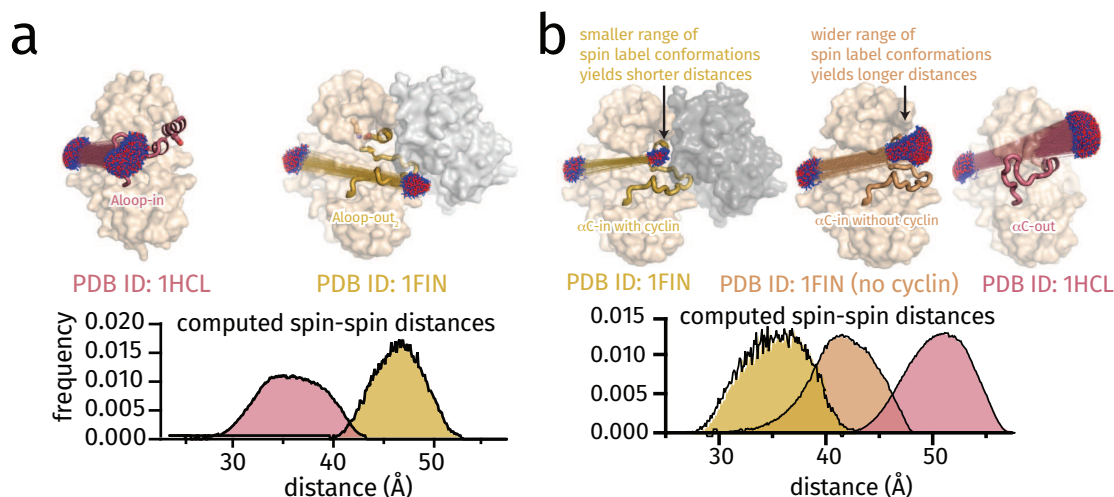 a
Aloop-in
Aloop-out₂
PDB ID: 1HCL
PDB ID: 1FIN
computed spin-spin distances
frequency
0.020
0.015
0.010
0.005
0.000
30
40
50
distance (Å)
b
smaller range of
spin label conformations
yields shorter distances
wider range of
spin label conformations
yields longer distances
αC-in with cyclin
αC-in without cyclin
αC-out
PDB ID: 1FIN
PDB ID: 1FIN (no cyclin)
PDB ID: 1HCL
computed spin-spin distances
0.015
0.010
0.005
0.000
30
40
50
distance (Å)